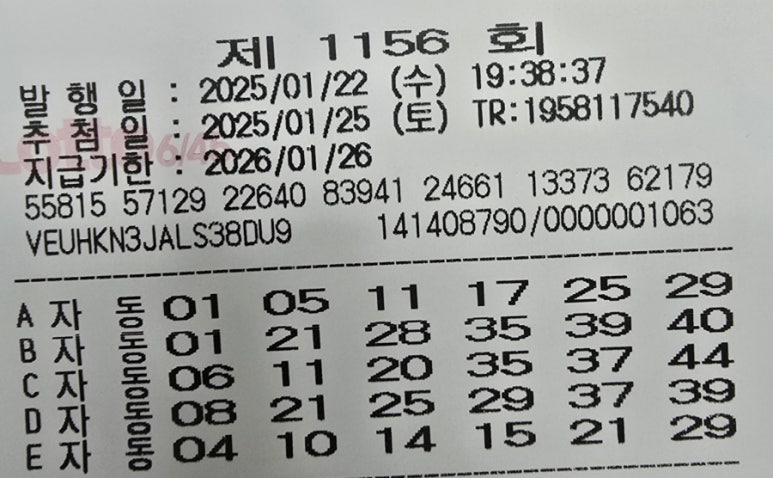 제 1156 회
발 행 일 : 2025/01/22 (수) 19:38:37
추 첨 일 : 2025/01/25 (토) TR:1958117540
지급기한 : 2026/01/26
55815 57129 22640 83941 24661 13373 62179
VEUHKN3JALS38DU9 141408790/0000001063
A 자 동 01 05 11 17 25 29
B 자 동 01 21 28 35 39 40
C 자 동 06 11 20 35 37 44
D 자 동 08 21 25 29 37 39
E 자 동 04 10 14 15 21 29